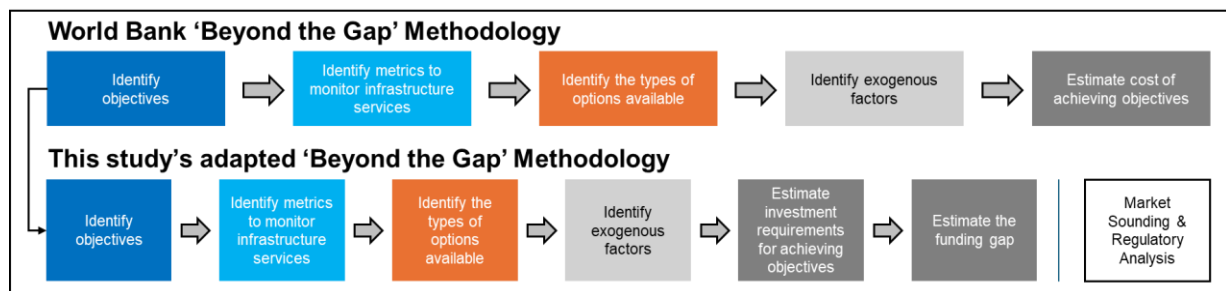 World Bank ‘Beyond the Gap’ Methodology
Identify
objectives
Identify metrics to
monitor infrastructure
services
Identify the types of
options available
Identify exogenous
factors
Estimate cost of
achieving objectives
This study’s adapted ‘Beyond the Gap’ Methodology
Identify
objectives
Identify metrics
to monitor
infrastructure
services
Identify the
types of
options
available
Identify
exogenous
factors
Estimate
investment
requirements
for achieving
objectives
Estimate the
funding gap
Market
Sounding &
Regulatory
Analysis